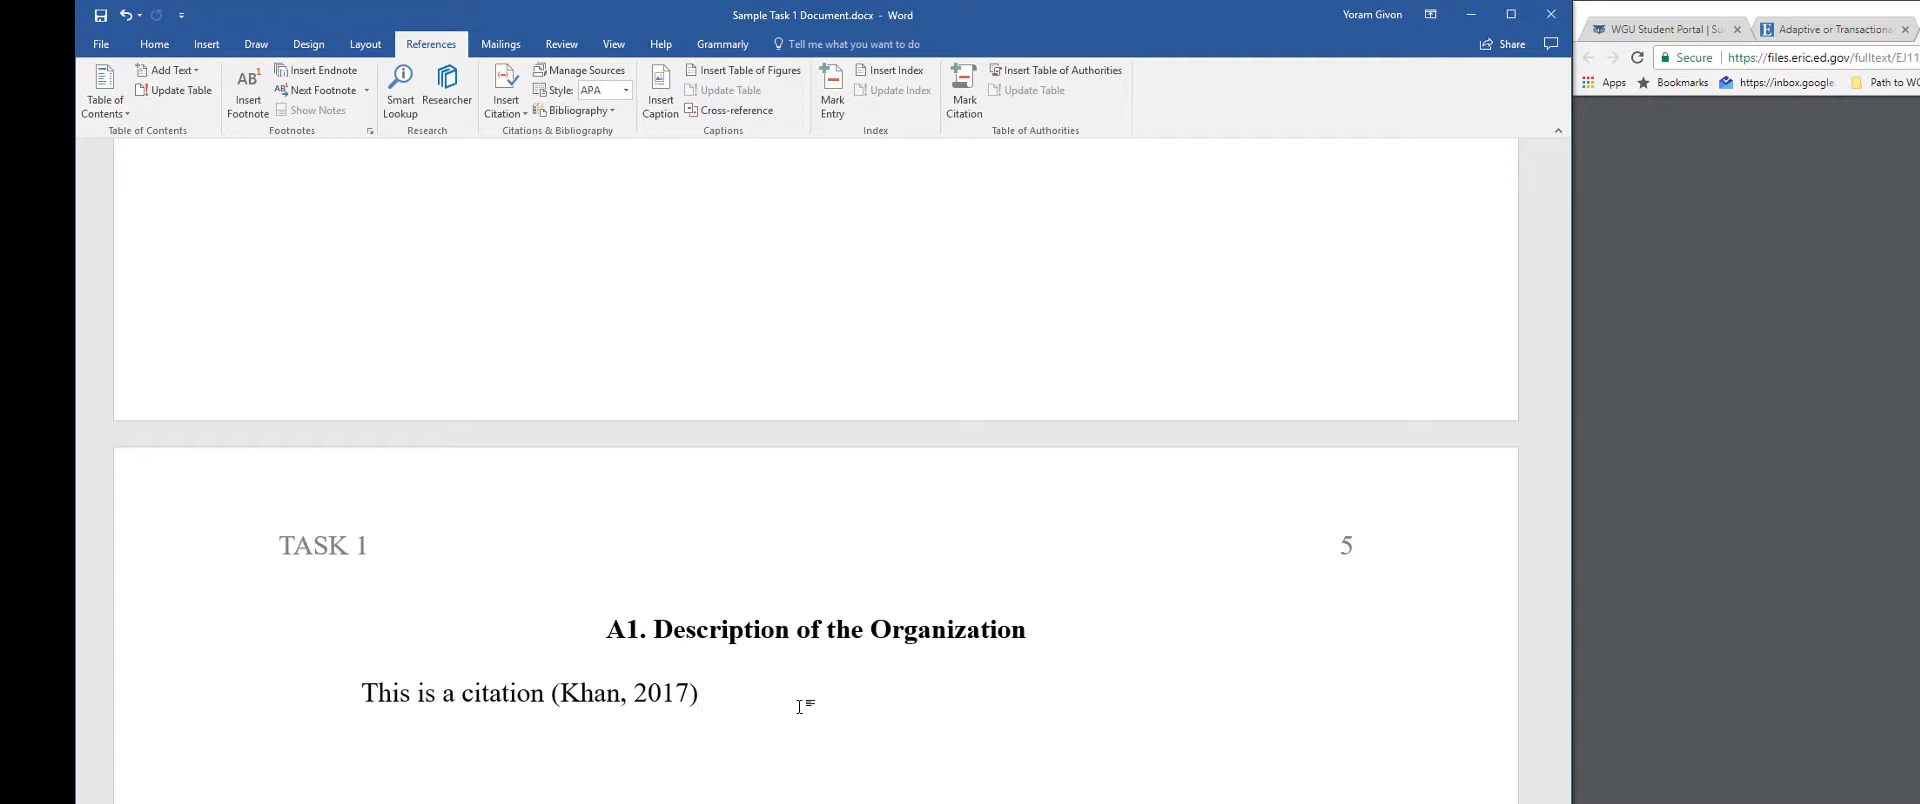 Sample Task 1 Document.docx - Word
Yoram Givon
File Home Insert Draw Design Layout References Mailings Review View Help Grammarly Tell me what you want to do
Share
Table of Contents
Add Text
Update Table
Table of Contents
AB1
Insert Footnote
Insert Endnote
Next Footnote
Show Notes
Footnotes
Smart Lookup
Researcher
Research
Insert Citation
Manage Sources
Style: APA
Bibliography
Citations & Bibliography
Insert Caption
Insert Table of Figures
Update Table
Cross-reference
Captions
Mark Entry
Insert Index
Update Index
Index
Mark Citation
Insert Table of Authorities
Update Table
Table of Authorities
WGU Student Portal | Su
Adaptive or Transactiona
Secure https://files.eric.ed.gov/fulltext/EJ11
Apps Bookmarks https://inbox.google. Path to WG
TASK 1 5
A1. Description of the Organization
This is a citation (Khan, 2017)